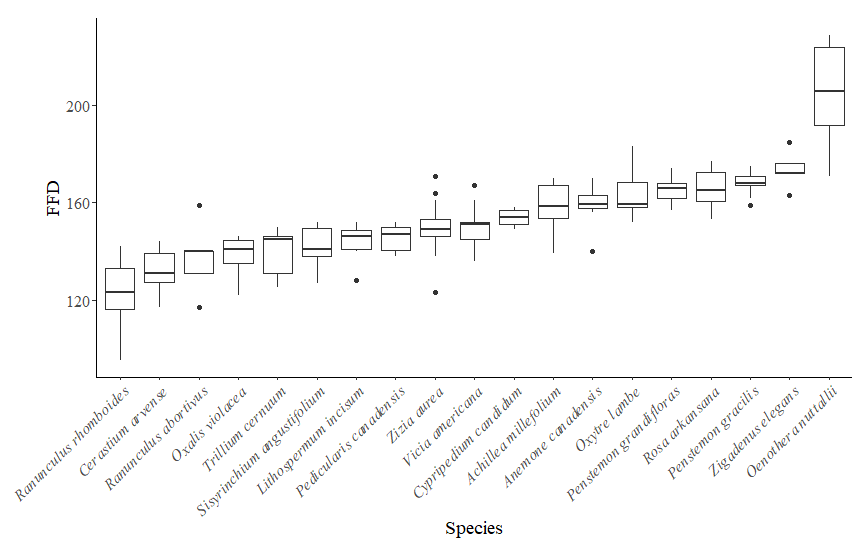 FFD
200
160
120
Ranunculus rhomboides
Cerastium arvense
Ranunculus abortivus
Oxalis violacea
Trillium cernuum
Sisyrinchium angustifolium
Lithospermum incisum
Pedicularis canadensis
Zizia aurea
Vicia americana
Cypripedium candidum
Achillea millefolium
Anemone canadensis
Oxytre lambe
Penstemon grandifloras
Rosa arkansana
Penstemon gracilis
Zigadenus elegans
Oenothera nuttallii
Species